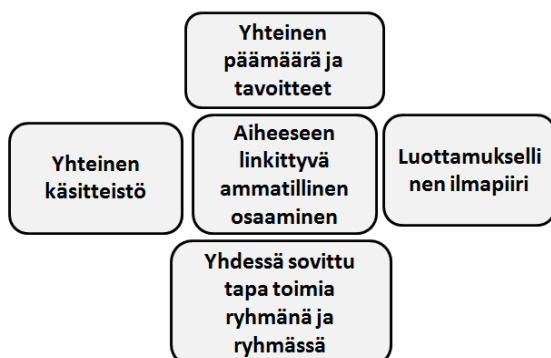 Yhteinen
päämäärä ja
tavoitteet
Yhteinen
käsitteistö
Aiheeseen
linkittyvä
ammatillinen
osaaminen
Luottamukselli
nen ilmapiiri
Yhdessä sovittu
tapa toimia
ryhmänä ja
ryhmässä